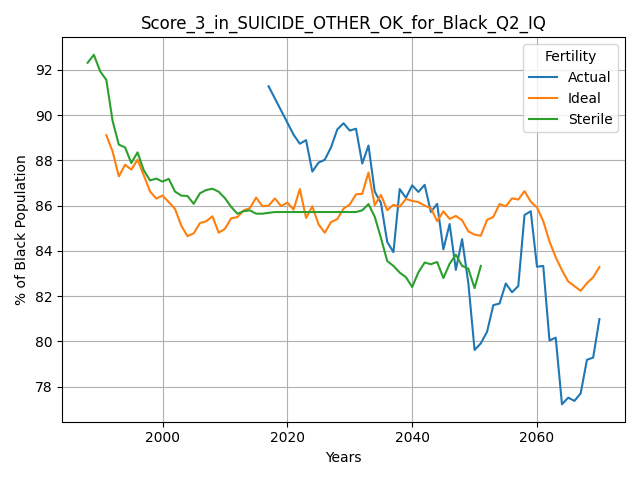 Score_3_in_SUICIDE_OTHER_OK_for_Black_Q2_IQ
Fertility
Actual
Ideal
Sterile
% of Black Population
92
90
88
86
84
82
80
78
2000
2020
2040
2060
Years